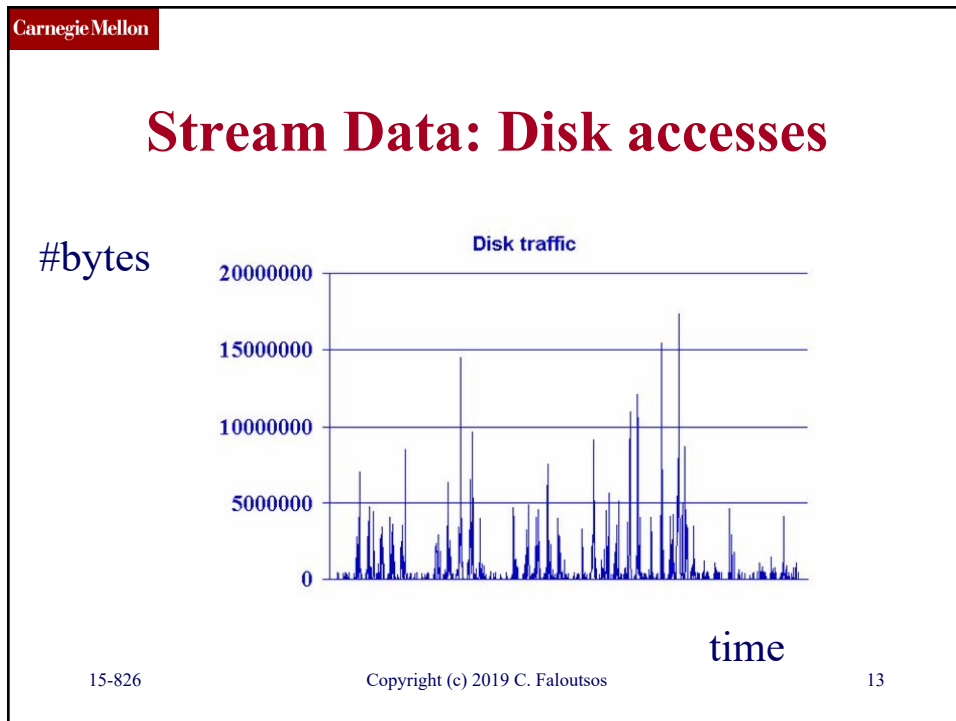 Carnegie Mellon
Stream Data: Disk accesses
#bytes
Disk traffic
20000000
15000000
10000000
5000000
0
time
15-826
Copyright (c) 2019 C. Faloutsos
13